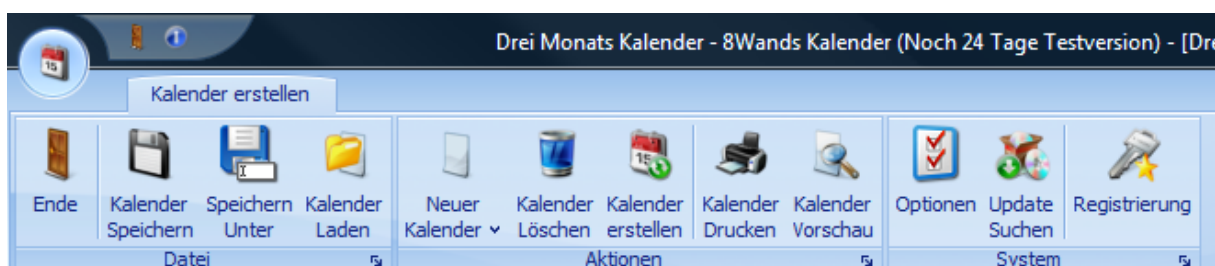 Drei Monats Kalender - 8Wands Kalender (Noch 24 Tage Testversion) - [Dre
Kalender erstellen
Ende
Kalender Speichern
Speichern Unter
Kalender Laden
Neuer Kalender
Kalender Löschen
Kalender erstellen
Kalender Drucken
Kalender Vorschau
Optionen
Update Suchen
Registrierung
Datei
Aktionen
System